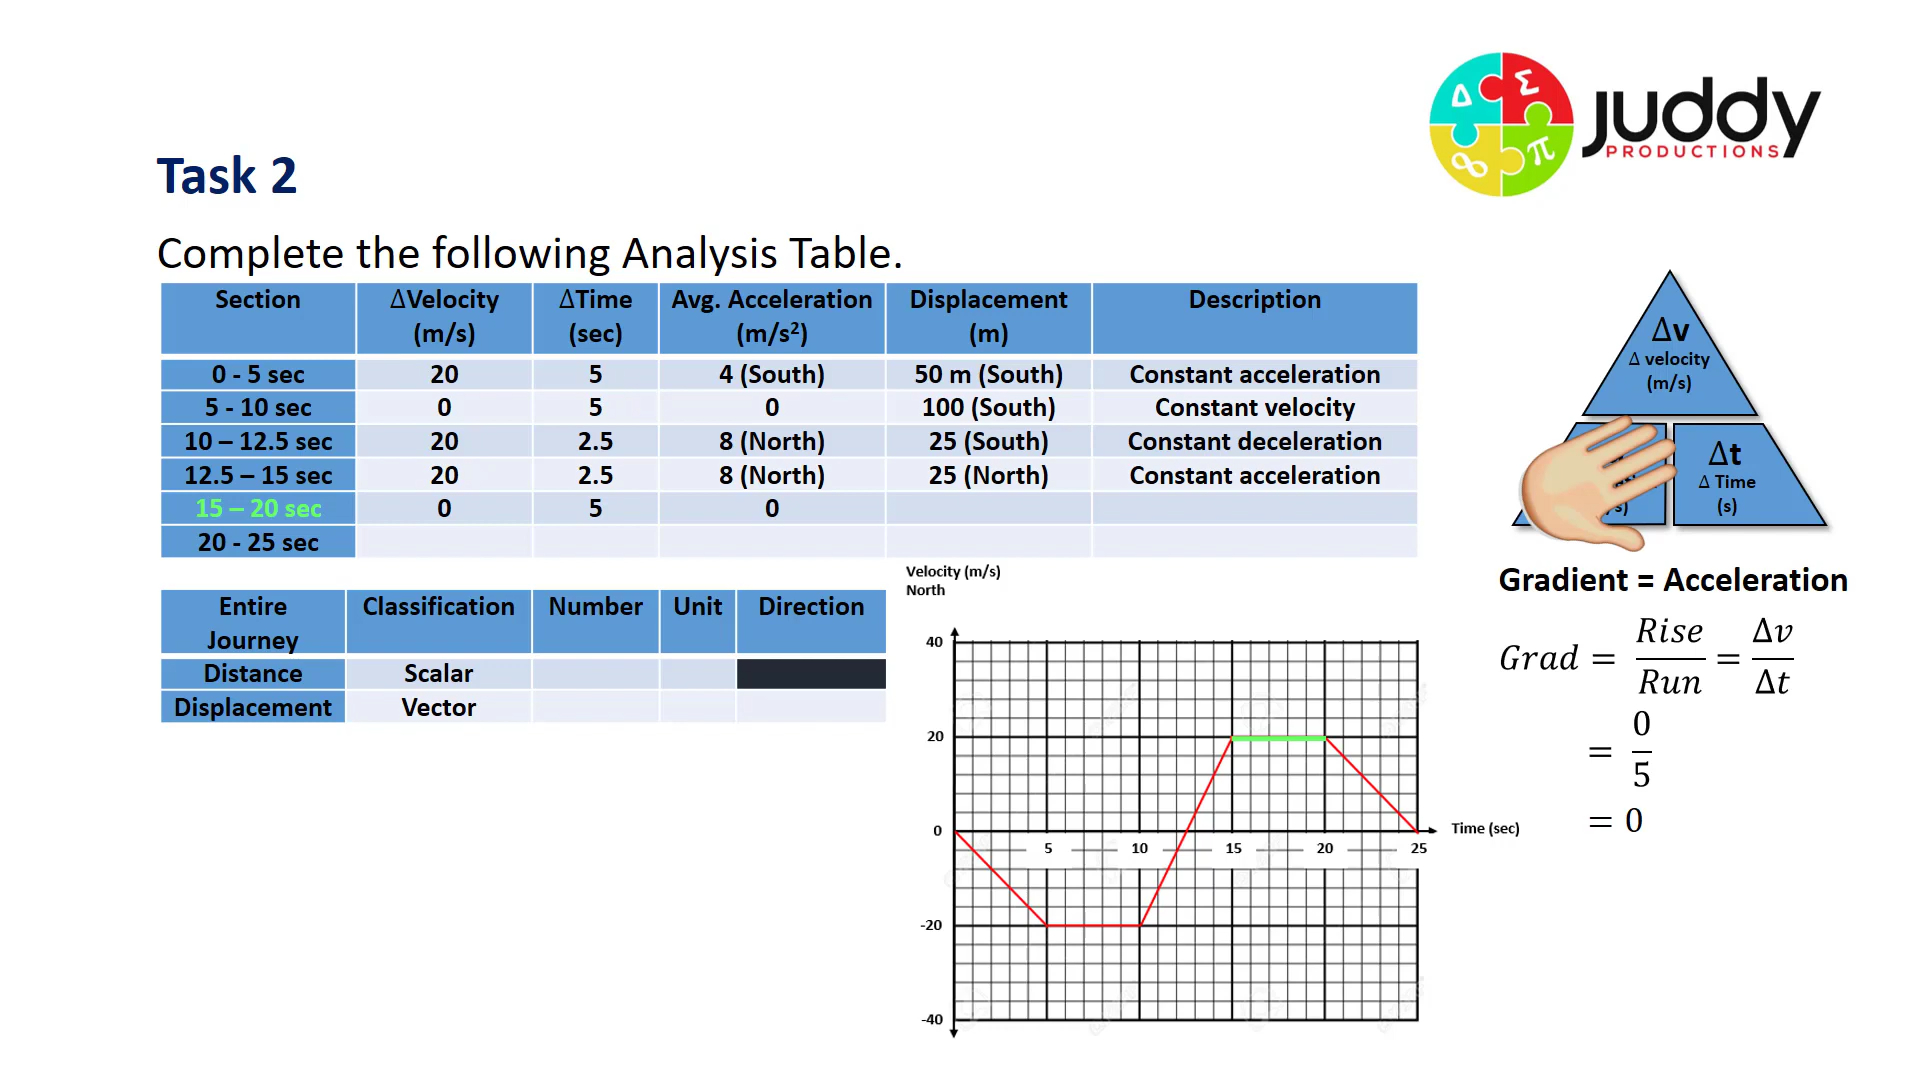 Δ Σ
∞ π
juddy
PRODUCTIONS
Task 2
Complete the following Analysis Table.
Section ΔVelocity (m/s) ΔTime (sec) Avg. Acceleration (m/s²) Displacement (m) Description
0 - 5 sec 20 5 4 (South) 50 m (South) Constant acceleration
5 - 10 sec 0 5 0 100 (South) Constant velocity
10 – 12.5 sec 20 2.5 8 (North) 25 (South) Constant deceleration
12.5 – 15 sec 20 2.5 8 (North) 25 (North) Constant acceleration
15 – 20 sec 0 5 0
20 - 25 sec
Δv
Δ velocity
(m/s)
Δt
Δ Time
(s)
Entire Journey Classification Number Unit Direction
Distance Scalar
Displacement Vector
Velocity (m/s)
North
40
20
0
-20
-40
5 10 15 20 25
Time (sec)
Gradient = Acceleration
Grad = Rise/Run = Δv/Δt
= 0/5
= 0